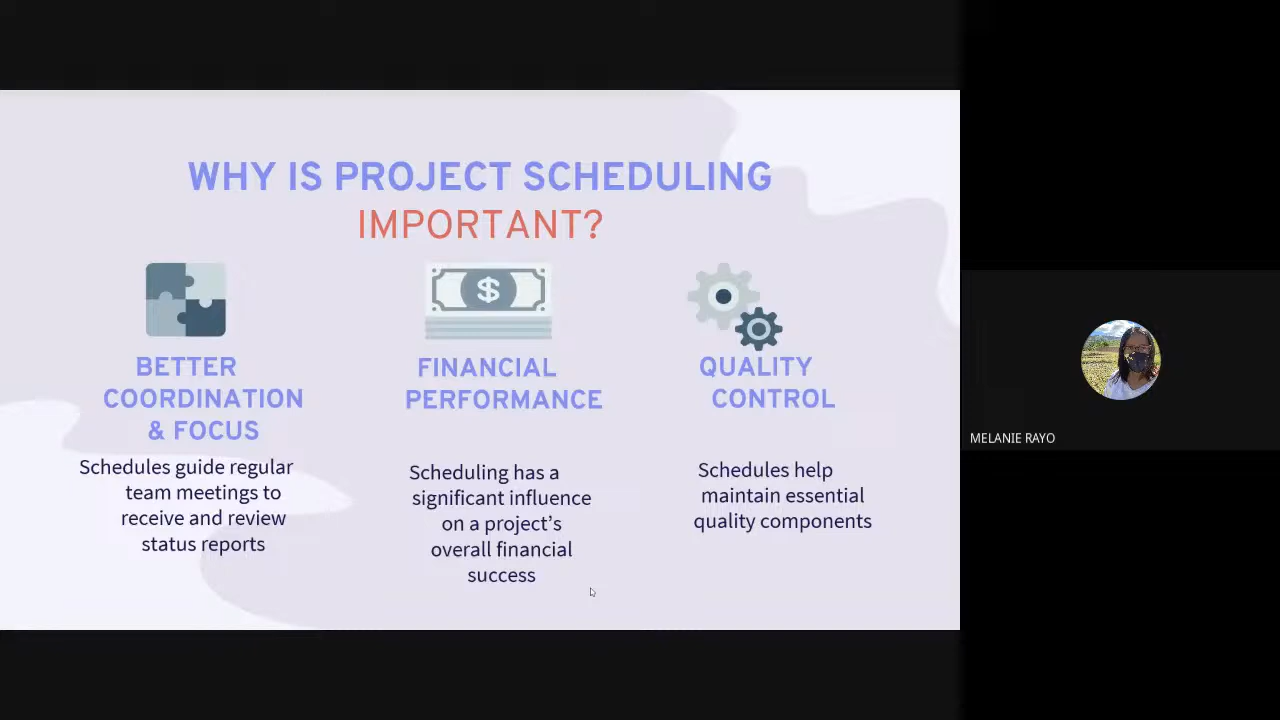 WHY IS PROJECT SCHEDULING
IMPORTANT?
$
BETTER
COORDINATION
& FOCUS
Schedules guide regular
team meetings to
receive and review
status reports
FINANCIAL
PERFORMANCE
Scheduling has a
significant influence
on a project’s
overall financial
success
QUALITY
CONTROL
Schedules help
maintain essential
quality components
MELANIE RAYO